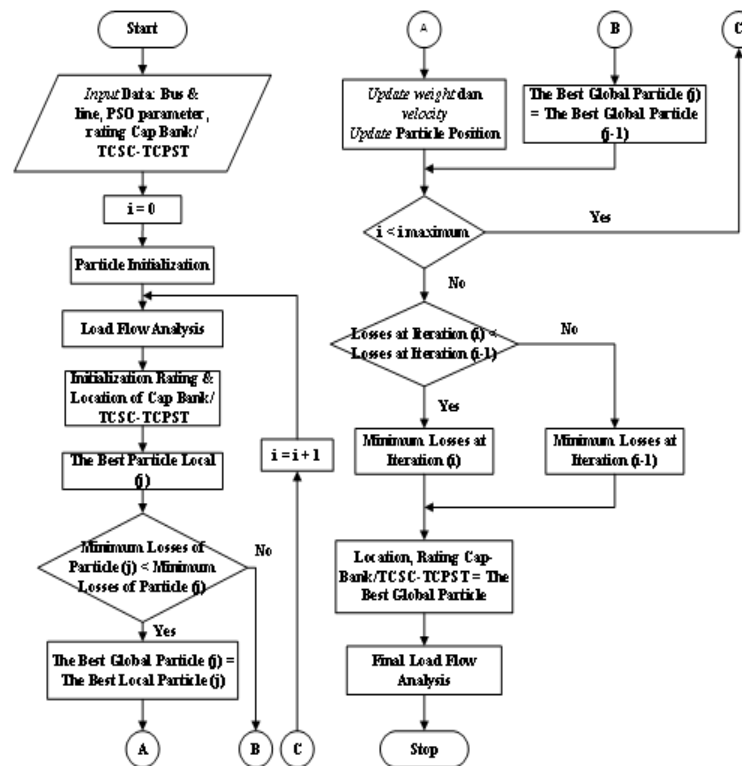 Start
Input Data: Bus &
line, PSO parameter,
rating Cap Bank/
TCSC-TCPST
i = 0
Particle Initialization
Load Flow Analysis
Initialization Rating &
Location of Cap Bank/
TCSC-TCPST
The Best Particle Local
(j)
Minimum Losses of
Particle (j) < Minimum
Losses of Particle (j)
No
Yes
The Best Global Particle (j) =
The Best Local Particle (j)
i = i + 1
A
B
C
A
B
C
Update weight dan
velocity
Update Particle Position
The Best Global Particle (j)
= The Best Global Particle
(j-1)
i < i maximum
Yes
No
Losses at Iteration (i) <
Losses at Iteration (i-1)
No
Yes
Minimum Losses at
Iteration (i)
Minimum Losses at
Iteration (i-1)
Location, Rating Cap-
Bank/TCSC-TCPST = The
Best Global Particle
Final Load Flow
Analysis
Stop